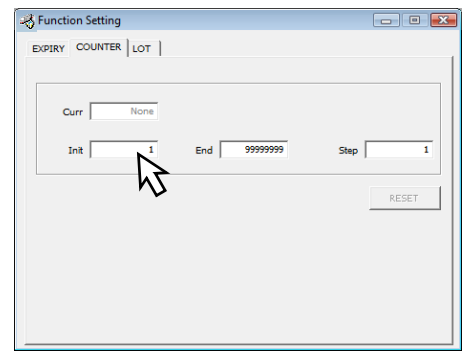 Function Setting
EXPIRY COUNTER LOT
Curr None
Init 1 End 99999999 Step 1
RESET